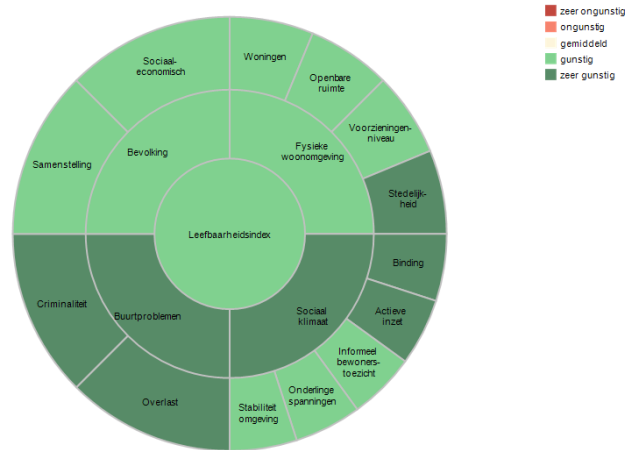 zeer ongunstig
ongunstig
gemiddeld
gunstig
zeer gunstig
Sociaal-
economisch
Woningen
Openbare
ruimte
Voorzieningen-
niveau
Samenstelling
Bevolking
Fysieke
woonomgeving
Stedelijk-
heid
Leefbaarheidsindex
Binding
Criminaliteit
Buurtproblemen
Sociaal
klimaat
Actieve
inzet
Informeel
bewoners-
toezicht
Overlast
Stabiliteit
omgeving
Onderlinge
spanningen